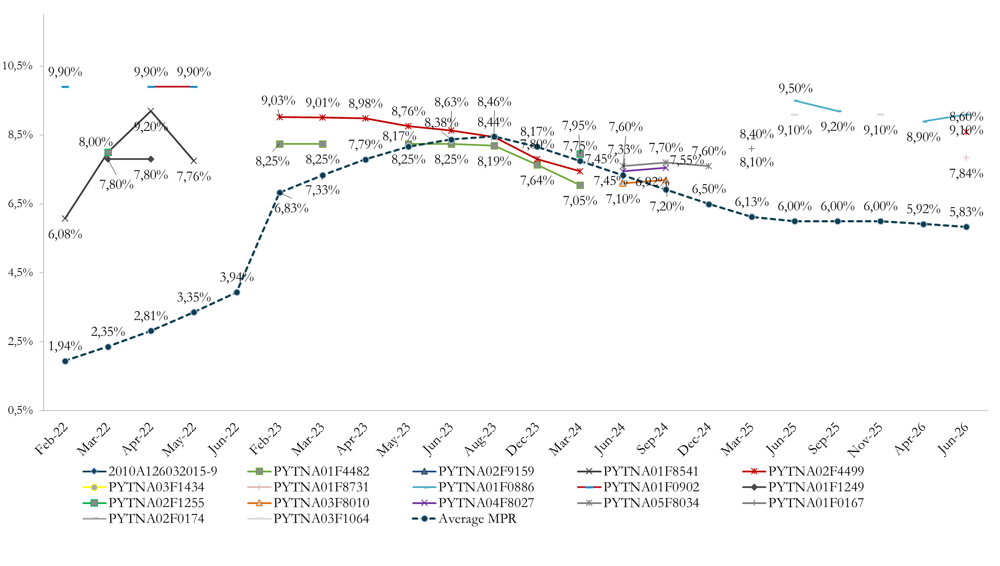 10,5%
8,5%
6,5%
4,5%
2,5%
0,5%
9,90%
9,90%
9,90%
9,20%
8,00%
7,80%
7,80%
7,76%
6,08%
1,94%
2,35%
2,81%
3,35%
3,94%
9,03%
9,01%
8,98%
8,76%
8,63%
8,46%
8,38%
8,44%
8,17%
8,17%
7,80%
7,79%
8,25%
8,25%
8,25%
8,25%
8,19%
7,64%
7,33%
6,83%
7,95%
7,75%
7,45%
7,05%
7,60%
7,33%
7,45%
7,10%
7,70%
7,55%
7,60%
6,92%
7,20%
6,50%
8,40%
8,10%
6,13%
9,50%
9,10%
9,20%
9,10%
8,90%
8,60%
9,10%
7,84%
6,00%
6,00%
6,00%
5,92%
5,83%
Feb-22
Mar-22
Apr-22
May-22
Jun-22
Feb-23
Mar-23
Apr-23
May-23
Jun-23
Aug-23
Dec-23
Mar-24
Jun-24
Sep-24
Dec-24
Mar-25
Jun-25
Sep-25
Nov-25
Apr-26
Jun-26
2010A126032015-9
PYTNA01F4482
PYTNA02F9159
PYTNA01F8541
PYTNA02F4499
PYTNA03F1434
PYTNA01F8731
PYTNA01F0886
PYTNA01F0902
PYTNA01F1249
PYTNA02F1255
PYTNA03F8010
PYTNA04F8027
PYTNA05F8034
PYTNA01F0167
PYTNA02F0174
PYTNA03F1064
Average MPR